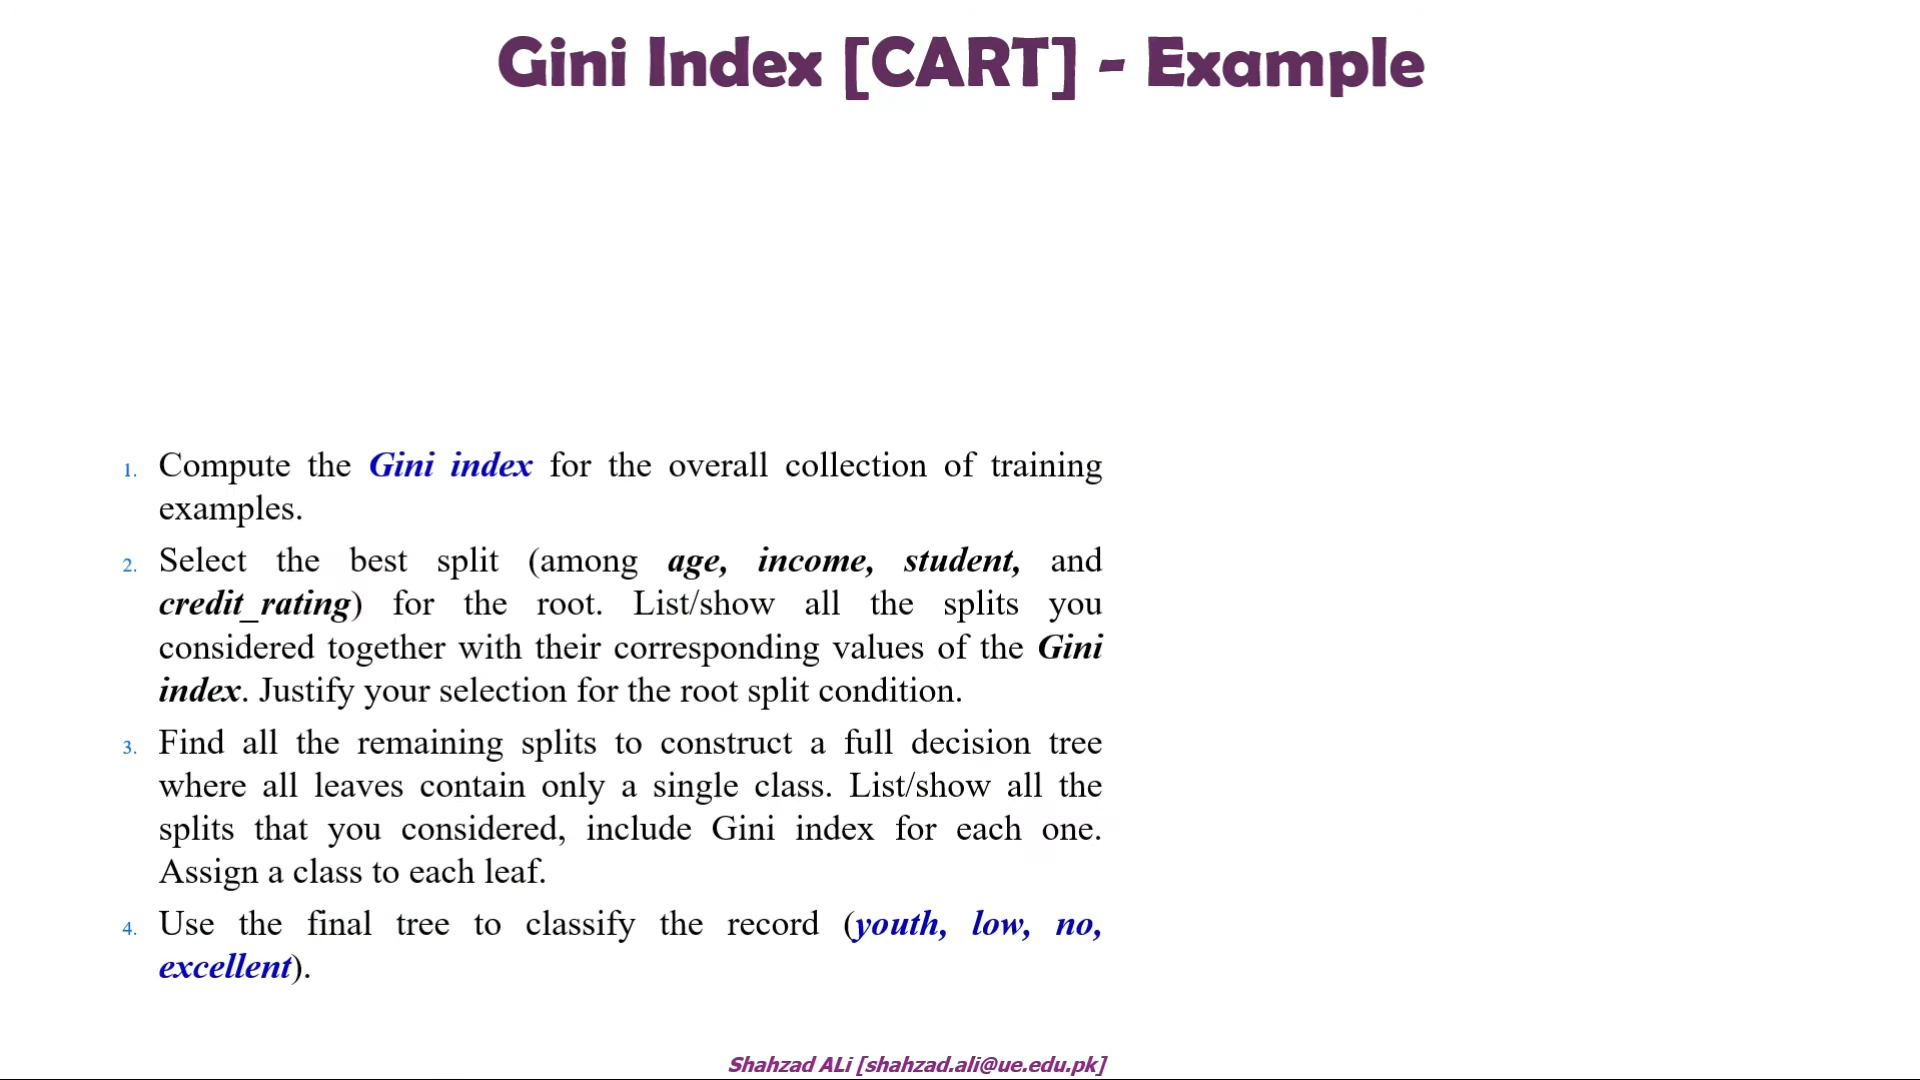 Gini Index [CART] - Example
1. Compute the Gini index for the overall collection of training
examples.
2. Select the best split (among age, income, student, and
credit_rating) for the root. List/show all the splits you
considered together with their corresponding values of the Gini
index. Justify your selection for the root split condition.
3. Find all the remaining splits to construct a full decision tree
where all leaves contain only a single class. List/show all the
splits that you considered, include Gini index for each one.
Assign a class to each leaf.
4. Use the final tree to classify the record (youth, low, no,
excellent).
Shahzad ALi [shahzad.ali@ue.edu.pk]